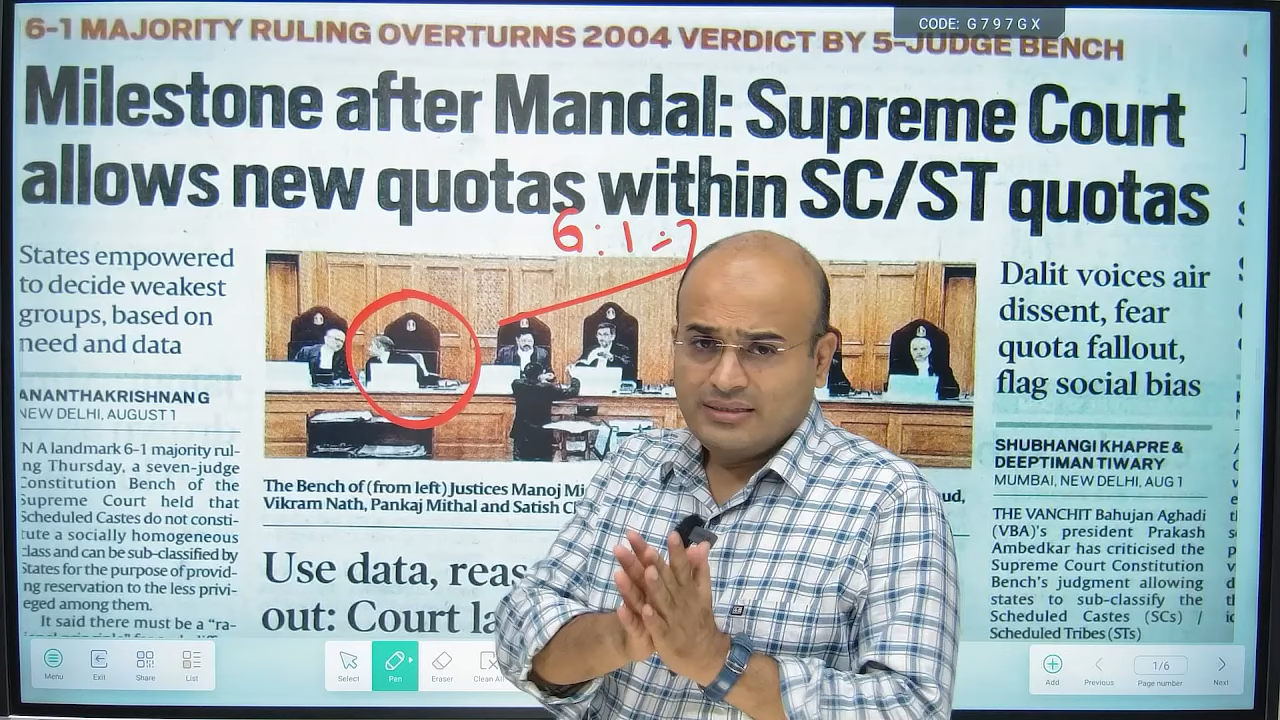 CODE: G797GX
6-1 MAJORITY RULING OVERTURNS 2004 VERDICT BY 5-JUDGE BENCH
Milestone after Mandal: Supreme Court
allows new quotas within SC/ST quotas
6:1
States empowered
to decide weakest
groups, based on
need and data
ANANTHAKRISHNAN G
NEW DELHI, AUGUST 1
N A landmark 6-1 majority rul-
ng Thursday, a seven-judge
Constitution Bench of the
Supreme Court held that
Scheduled Castes do not consti-
tute a socially homogeneous
class and can be sub-classified by
States for the purpose of provid-
ng reservation to the less privi-
eged among them.
It said there must be a "ra-
The Bench of (from left) Justices Manoj Mi
Vikram Nath, Pankaj Mithal and Satish C
ud,
Use data, reas
out: Court la
Dalit voices air
dissent, fear
quota fallout,
flag social bias
SHUBHANGI KHAPRE &
DEEPTIMAN TIWARY
MUMBAI, NEW DELHI, AUG 1
THE VANCHIT Bahujan Aghadi
(VBA)'s president Prakash
Ambedkar has criticised the
Supreme Court Constitution
Bench's judgment allowing
states to sub-classify the
Scheduled Castes (SCs) /
Scheduled Tribes (STs)
Menu
Exit
Share
List
Select
Pen
Eraser
Clean All
Add
Previous
1/6
Page number
Next